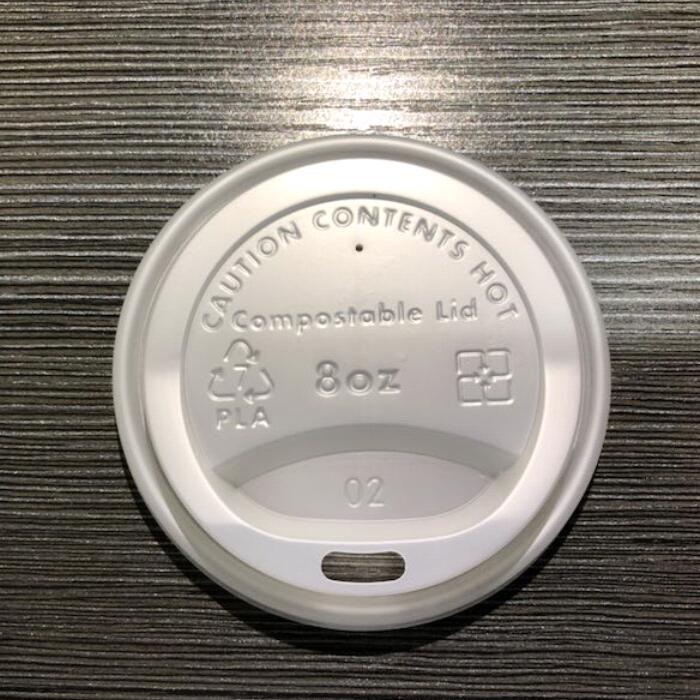 CAUTION CONTENTS HOT
Compostable Lid
7
8oz
PLA
02